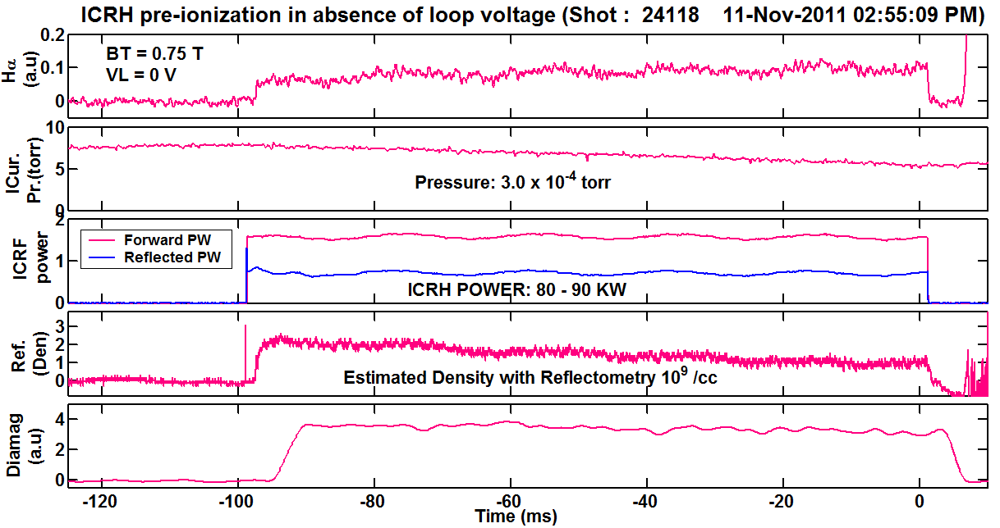 ICRH pre-ionization in absence of loop voltage (Shot : 24118 11-Nov-2011 02:55:09 PM)
Hα
(a.u)
0.2
0.1
0
BT = 0.75 T
VL = 0 V
ICur.
Pr.(torr)
10
5
0
Pressure: 3.0 x 10⁻⁴ torr
ICRF
power
2
1
0
Forward PW
Reflected PW
ICRH POWER: 80 - 90 KW
Ref.
(Den)
3
2
1
0
Estimated Density with Reflectometry 10⁹ /cc
Diamag
(a.u)
4
2
0
-120 -100 -80 -60 -40 -20 0
Time (ms)